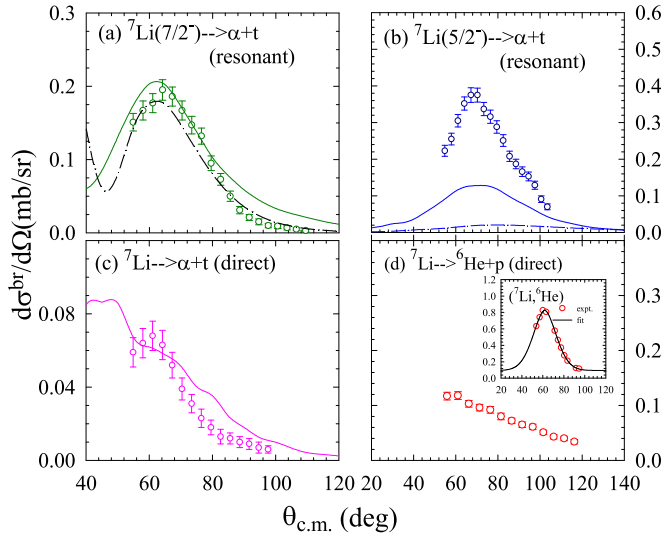 (a) ⁷Li(7/2⁻)-->α+t
(resonant)
0.3
0.2
0.1
0.0
(b) ⁷Li(5/2⁻)-->α+t
(resonant)
0.6
0.5
0.4
0.3
0.2
0.1
0.0
dσᵇʳ/dΩ(mb/sr)
(c) ⁷Li-->α+t (direct)
0.08
0.04
0.00
40 60 80 100 120
(d) ⁷Li-->⁶He+p (direct)
(⁷Li,⁶He)
expt.
fit
1.2
1.0
0.8
0.6
0.4
0.2
0.0
20 40 60 80 100 120
0.3
0.2
0.1
0.0
20 40 60 80 100 120 140
θc.m. (deg)